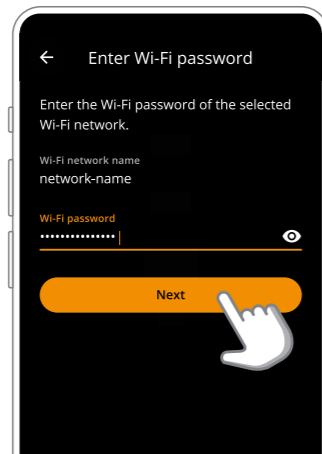 Enter Wi-Fi password
Enter the Wi-Fi password of the selected
Wi-Fi network.
Wi-Fi network name
network-name
Wi-Fi password
•••••••••••••••
Next